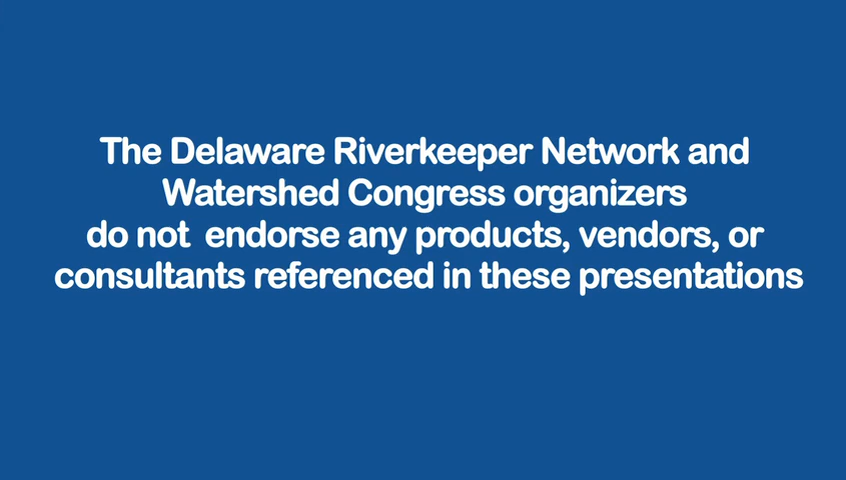 The Delaware Riverkeeper Network and
Watershed Congress organizers
do not endorse any products, vendors, or
consultants referenced in these presentations